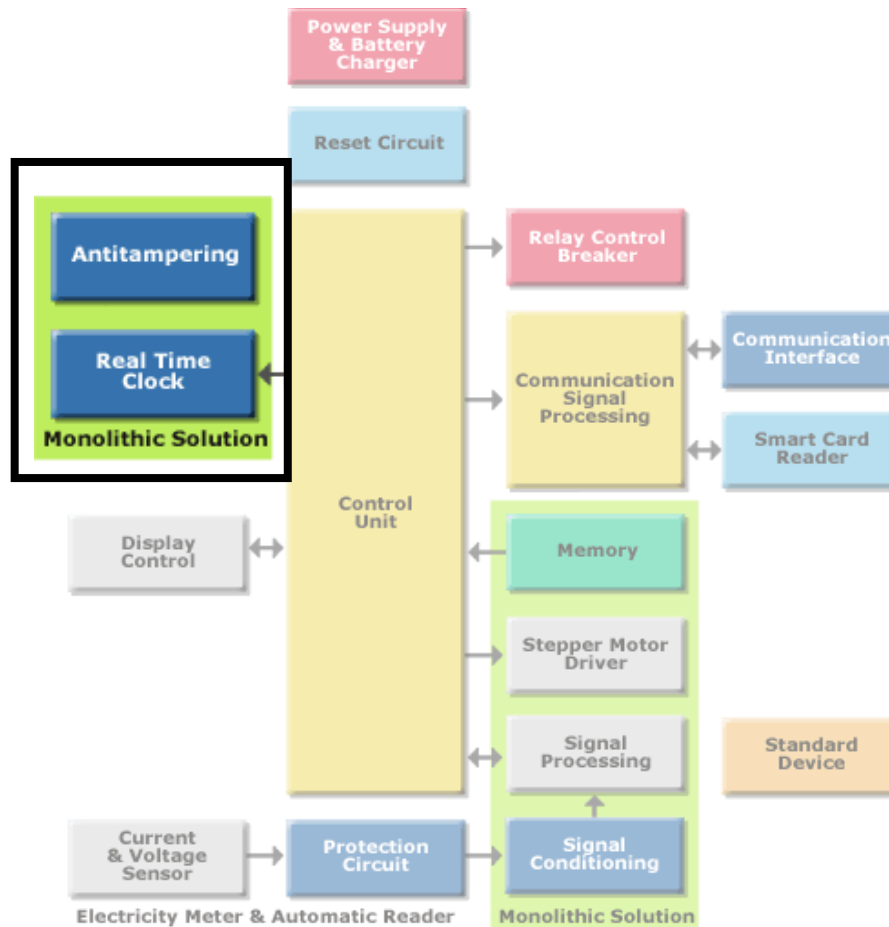 Power Supply
& Battery
Charger
Reset Circuit
Antitampering
Real Time
Clock
Monolithic Solution
Control
Unit
Relay Control
Breaker
Communication
Signal
Processing
Communication
Interface
Smart Card
Reader
Display
Control
Memory
Stepper Motor
Driver
Signal
Processing
Standard
Device
Current
& Voltage
Sensor
Protection
Circuit
Signal
Conditioning
Electricity Meter & Automatic Reader
Monolithic Solution